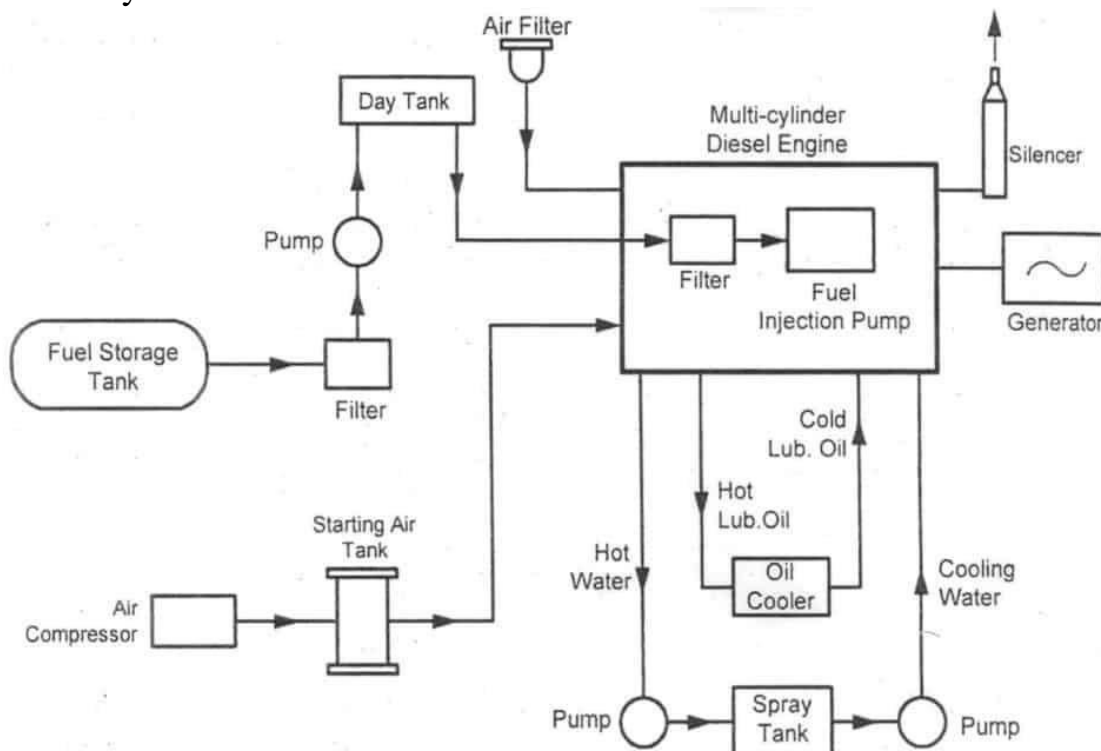 Air Filter
Day Tank
Multi-cylinder
Diesel Engine
Silencer
Pump
Filter
Fuel
Injection Pump
Generator
Fuel Storage
Tank
Filter
Cold
Lub. Oil
Hot
Lub.Oil
Starting Air
Tank
Hot
Water
Oil
Cooler
Cooling
Water
Air
Compressor
Pump
Spray
Tank
Pump